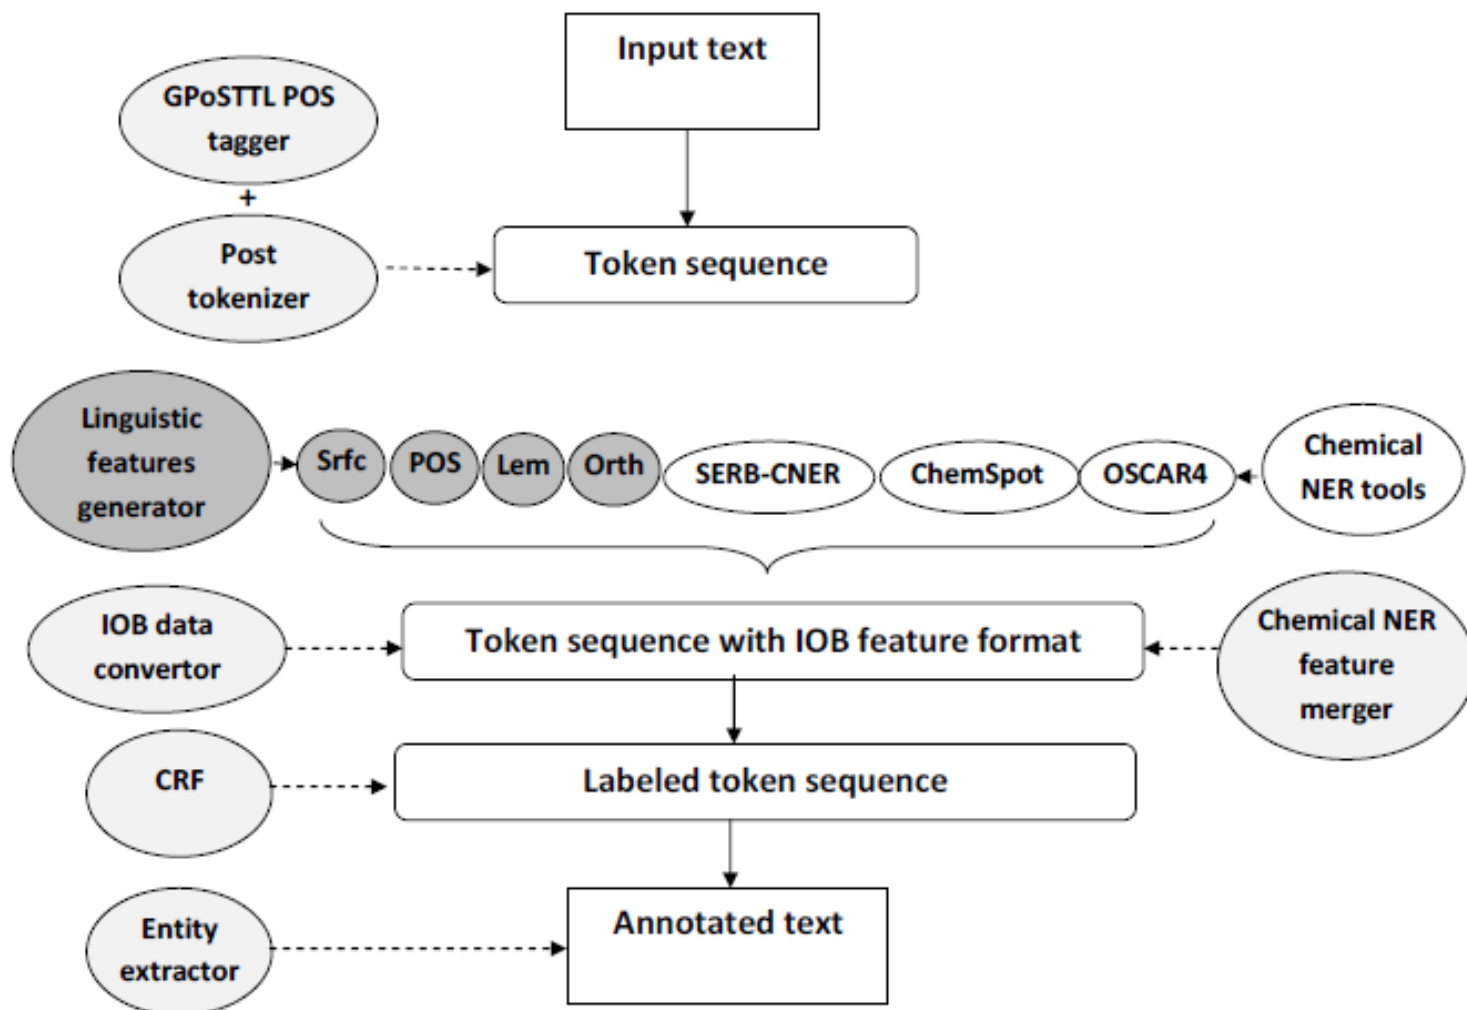 Input text
GPoSTTL POS
tagger
+
Post
tokenizer
Token sequence
Linguistic
features
generator
Srfc
POS
Lem
Orth
SERB-CNER
ChemSpot
OSCAR4
Chemical
NER tools
IOB data
convertor
Token sequence with IOB feature format
Chemical NER
feature
merger
CRF
Labeled token sequence
Entity
extractor
Annotated text